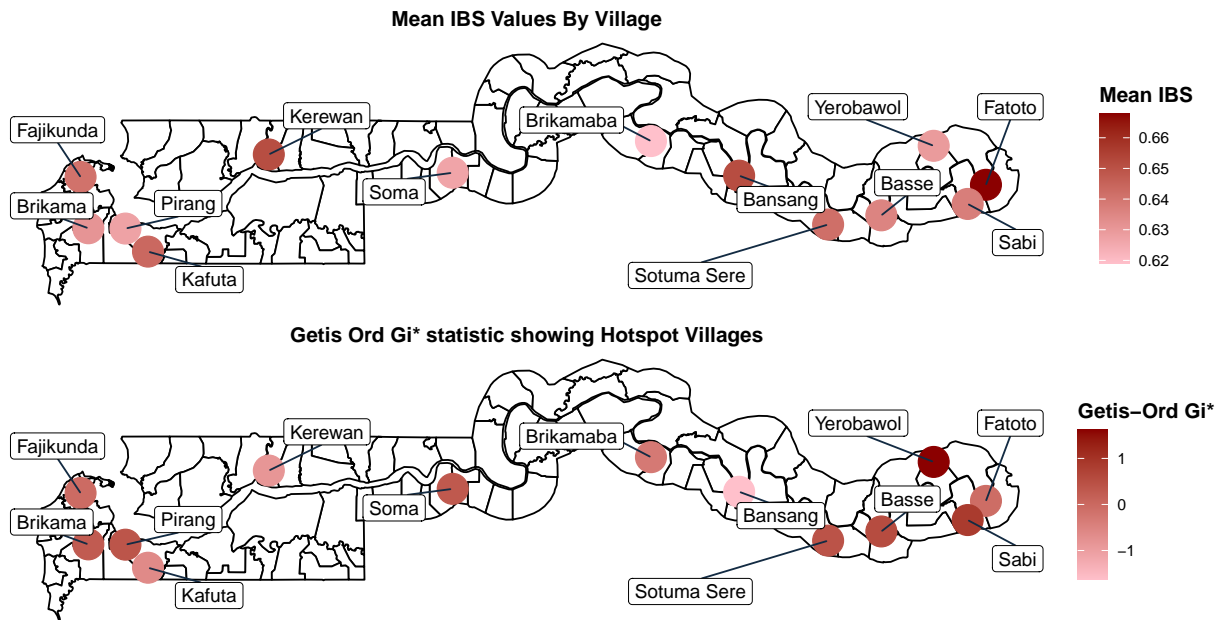 Mean IBS Values By Village
Yerobawol
Fatoto
Kerewan
Brikamaba
Fajikunda
Basse
Soma
Bansang
Brikama
Pirang
Sabi
Sotuma Sere
Kafuta
Mean IBS
0.66
0.65
0.64
0.63
0.62
Getis Ord Gi* statistic showing Hotspot Villages
Yerobawol
Fatoto
Kerewan
Brikamaba
Fajikunda
Basse
Soma
Bansang
Brikama
Pirang
Sabi
Sotuma Sere
Kafuta
Getis−Ord Gi*
1
0
−1